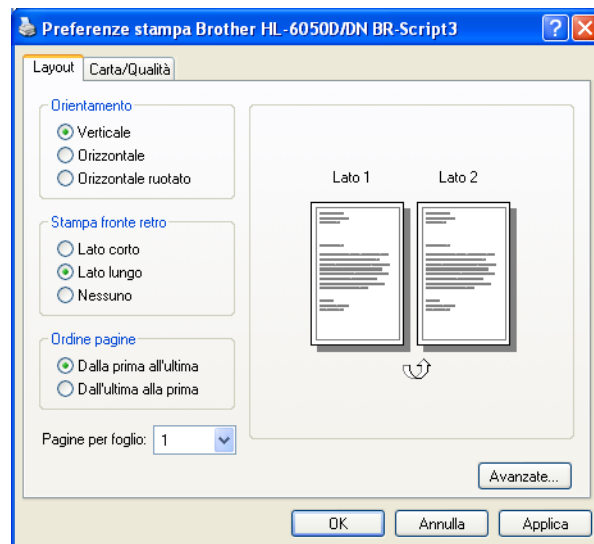 Preferenze stampa Brother HL-6050D/DN BR-Script3
Layout
Carta/Qualità
Orientamento
Verticale
Orizzontale
Orizzontale ruotato
Stampa fronte retro
Lato corto
Lato lungo
Nessuno
Ordine pagine
Dalla prima all'ultima
Dall'ultima alla prima
Pagine per foglio: 1
Lato 1 Lato 2
Avanzate...
OK Annulla Applica